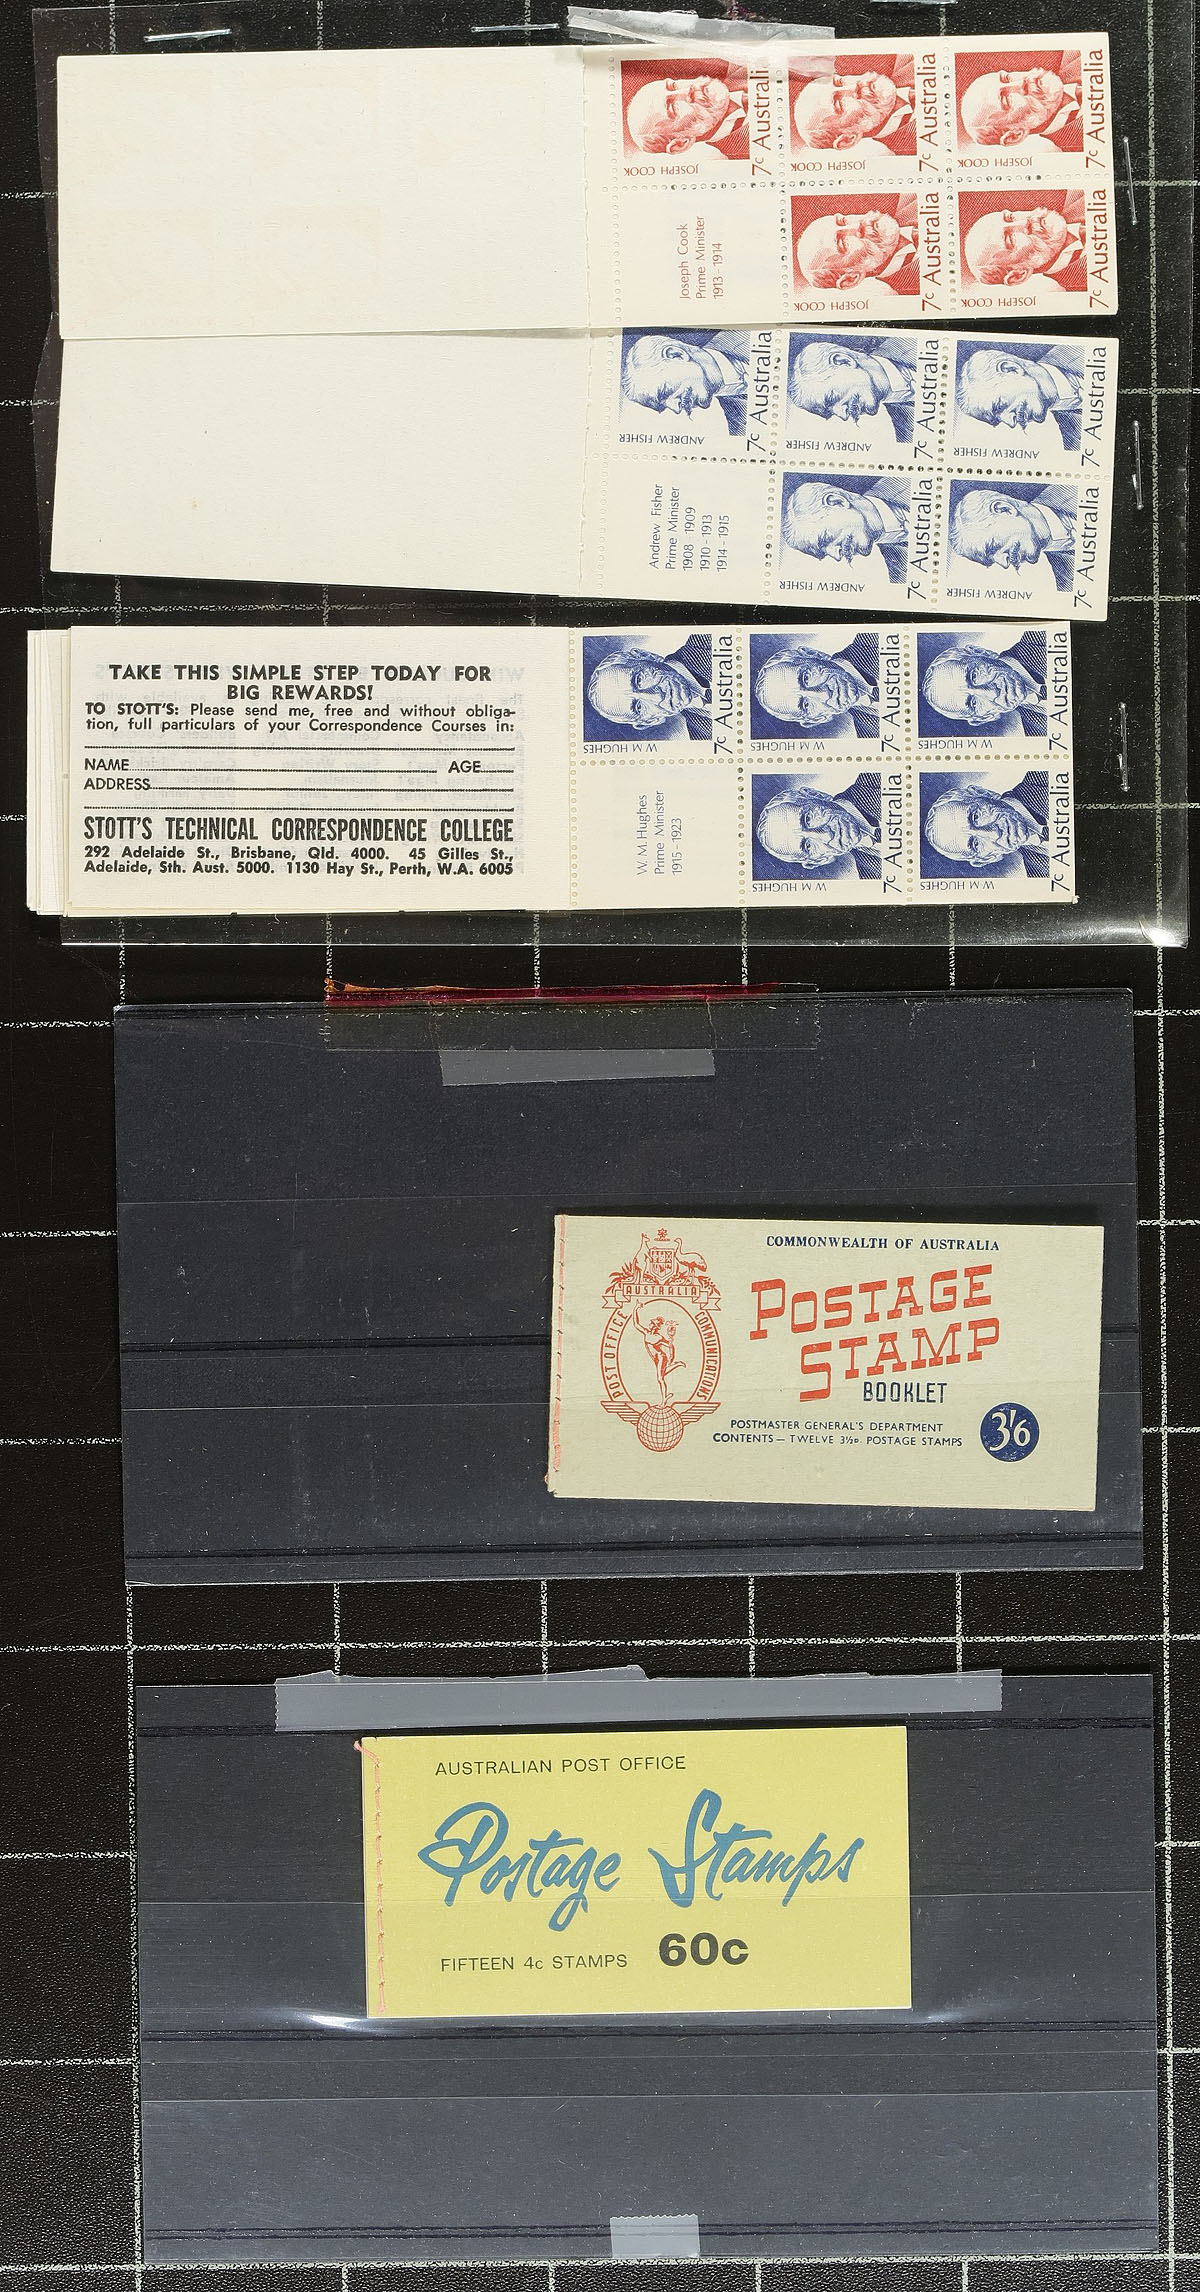 7c Australia
JOSEPH COOK
7c Australia
JOSEPH COOK
7c Australia
JOSEPH COOK
Joseph Cook
Prime Minister
1913-1914
7c Australia
JOSEPH COOK
7c Australia
JOSEPH COOK
7c Australia
ANDREW FISHER
7c Australia
ANDREW FISHER
7c Australia
ANDREW FISHER
Andrew Fisher
Prime Minister
1908-1909
1910-1913
1914-1915
7c Australia
ANDREW FISHER
7c Australia
ANDREW FISHER
TAKE THIS SIMPLE STEP TODAY FOR
BIG REWARDS!
TO STOTT'S: Please send me, free and without obliga-
tion, full particulars of your Correspondence Courses in:
NAME AGE
ADDRESS
STOTT'S TECHNICAL CORRESPONDENCE COLLEGE
292 Adelaide St., Brisbane, Qld. 4000. 45 Gilles St.,
Adelaide, Sth. Aust. 5000. 1130 Hay St., Perth, W.A. 6005
7c Australia
W. M. HUGHES
7c Australia
W. M. HUGHES
7c Australia
W. M. HUGHES
W. M. Hughes
Prime Minister
1915-1923
7c Australia
W. M. HUGHES
7c Australia
W. M. HUGHES
AUSTRALIA
POST OFFICE COMMUNICATIONS
COMMONWEALTH OF AUSTRALIA
POSTAGE
STAMP
BOOKLET
POSTMASTER GENERAL'S DEPARTMENT
CONTENTS — TWELVE 3½D. POSTAGE STAMPS
3'/6
AUSTRALIAN POST OFFICE
Postage Stamps
FIFTEEN 4c STAMPS 60c